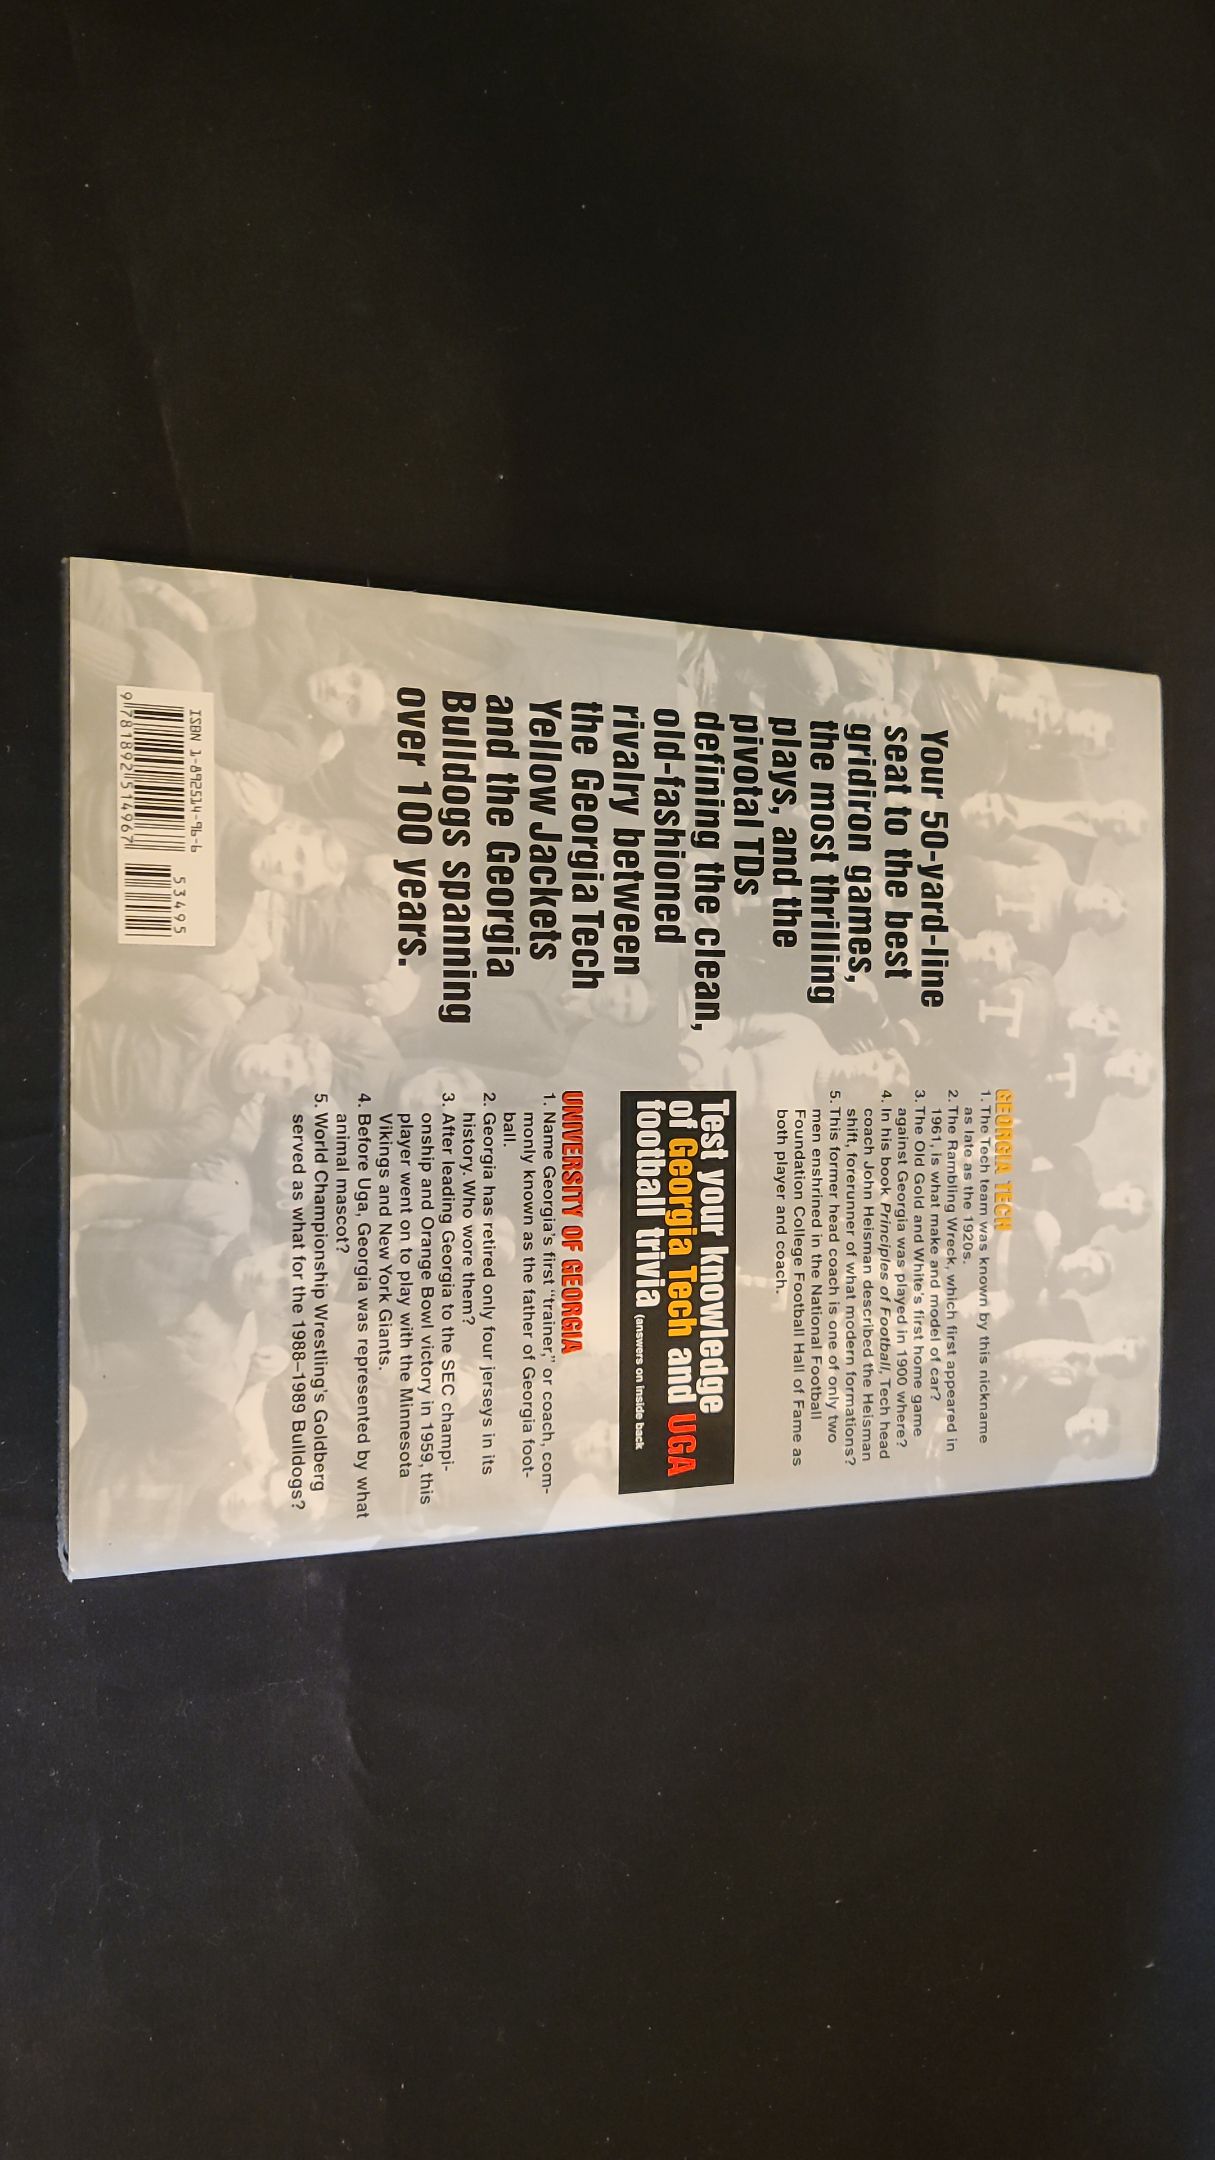 Your 50-yard-line
seat to the best
gridiron games,
the most thrilling
plays, and the
pivotal TDs
defining the clean,
old-fashioned
rivalry between
the Georgia Tech
Yellow Jackets
and the Georgia
Bulldogs spanning
over 100 years.
ISBN 1-892514-96-6
53495
9 781892 514967
GEORGIA TECH
1. The Tech team was known by this nickname
as late as the 1920s.
2. The Rambling Wreck, which first appeared in
1961, is what make and model of car?
3. The Old Gold and White's first home game
against Georgia was played in 1900 where?
4. In his book Principles of Football, Tech head
coach John Heisman described the Heisman
shift, forerunner of what modern formations?
5. This former head coach is one of only two
men enshrined in the National Football
Foundation College Football Hall of Fame as
both player and coach.
Test your knowledge
of Georgia Tech and UGA
football trivia (answers on inside back
UNIVERSITY OF GEORGIA
1. Name Georgia's first "trainer," or coach, com-
monly known as the father of Georgia foot-
ball.
2. Georgia has retired only four jerseys in its
history. Who wore them?
3. After leading Georgia to the SEC champi-
onship and Orange Bowl victory in 1959, this
player went on to play with the Minnesota
Vikings and New York Giants.
4. Before Uga, Georgia was represented by what
animal mascot?
5. World Championship Wrestling's Goldberg
served as what for the 1988–1989 Bulldogs?